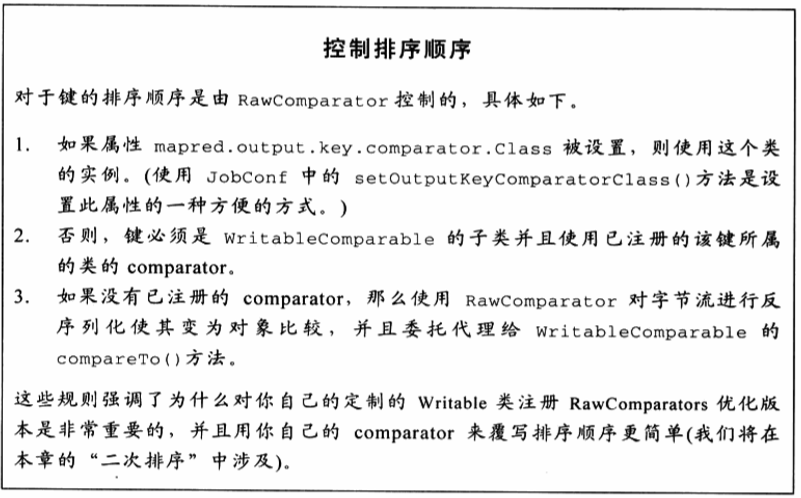 控制排序顺序
对于键的排序顺序是由 RawComparator 控制的，具体如下。
1. 如果属性 mapred.output.key.comparator.Class 被设置，则使用这个类
的实例。(使用 JobConf 中的 setOutputKeyComparatorClass()方法是设
置此属性的一种方便的方式。)
2. 否则，键必须是 WritableComparable 的子类并且使用已注册的该键所属
的类的 comparator。
3. 如果没有已注册的 comparator，那么使用 RawComparator 对字节流进行反
序列化使其变为对象比较，并且委托代理给 WritableComparable 的
compareTo()方法。
这些规则强调了为什么对你自己的定制的 Writable 类注册 RawComparators 优化版
本是非常重要的，并且用你自己的 comparator 来覆写排序顺序更简单(我们将在
本章的“二次排序”中涉及)。